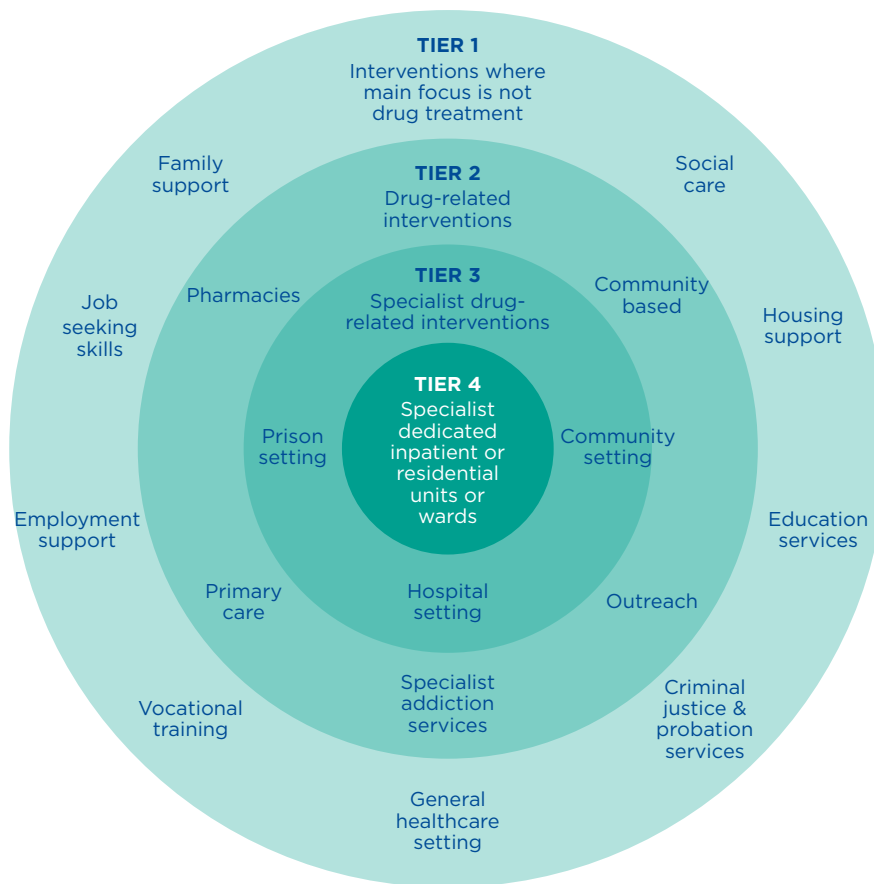 TIER 1
Interventions where
main focus is not
drug treatment
Family
support
Social
care
TIER 2
Drug-related
interventions
Job
seeking
skills
Pharmacies
TIER 3
Specialist drug-
related interventions
Community
based
Housing
support
TIER 4
Specialist
dedicated
inpatient or
residential
units or
wards
Prison
setting
Community
setting
Employment
support
Education
services
Primary
care
Hospital
setting
Outreach
Vocational
training
Specialist
addiction
services
Criminal
justice &
probation
services
General
healthcare
setting